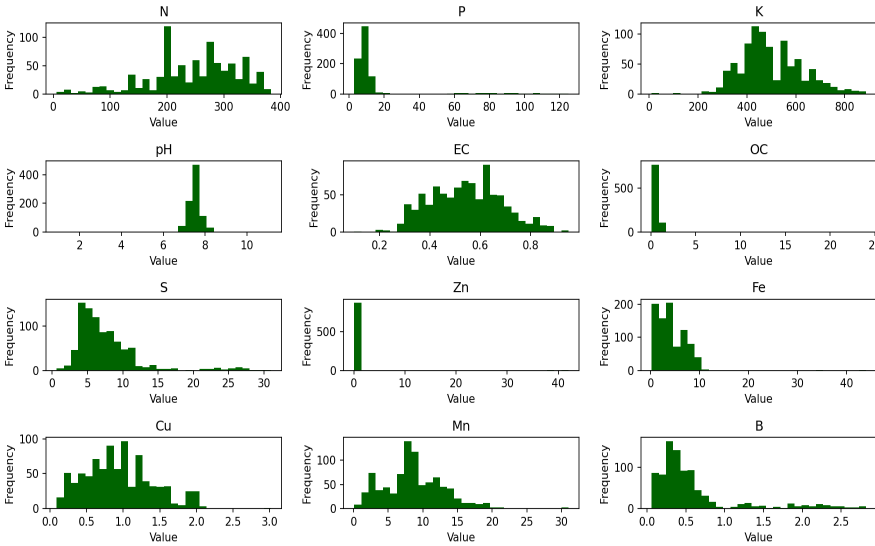 N P K
Frequency 100 50 0
0 100 200 300 400
Value
Frequency 400 200 0
0 20 40 60 80 100 120
Value
Frequency 100 50 0
0 200 400 600 800
Value
pH EC OC
Frequency 400 200 0
2 4 6 8 10
Value
Frequency 50 0
0.2 0.4 0.6 0.8
Value
Frequency 500 0
0 5 10 15 20
Value
S Zn Fe
Frequency 100 0
0 5 10 15 20 25 30
Value
Frequency 500 0
0 10 20 30 40
Value
Frequency 200 100 0
0 10 20 30 40
Value
Cu Mn B
Frequency 100 50 0
0.0 0.5 1.0 1.5 2.0 2.5 3.0
Value
Frequency 100 50 0
0 5 10 15 20 25 30
Value
Frequency 100 0
0.0 0.5 1.0 1.5 2.0 2.5
Value